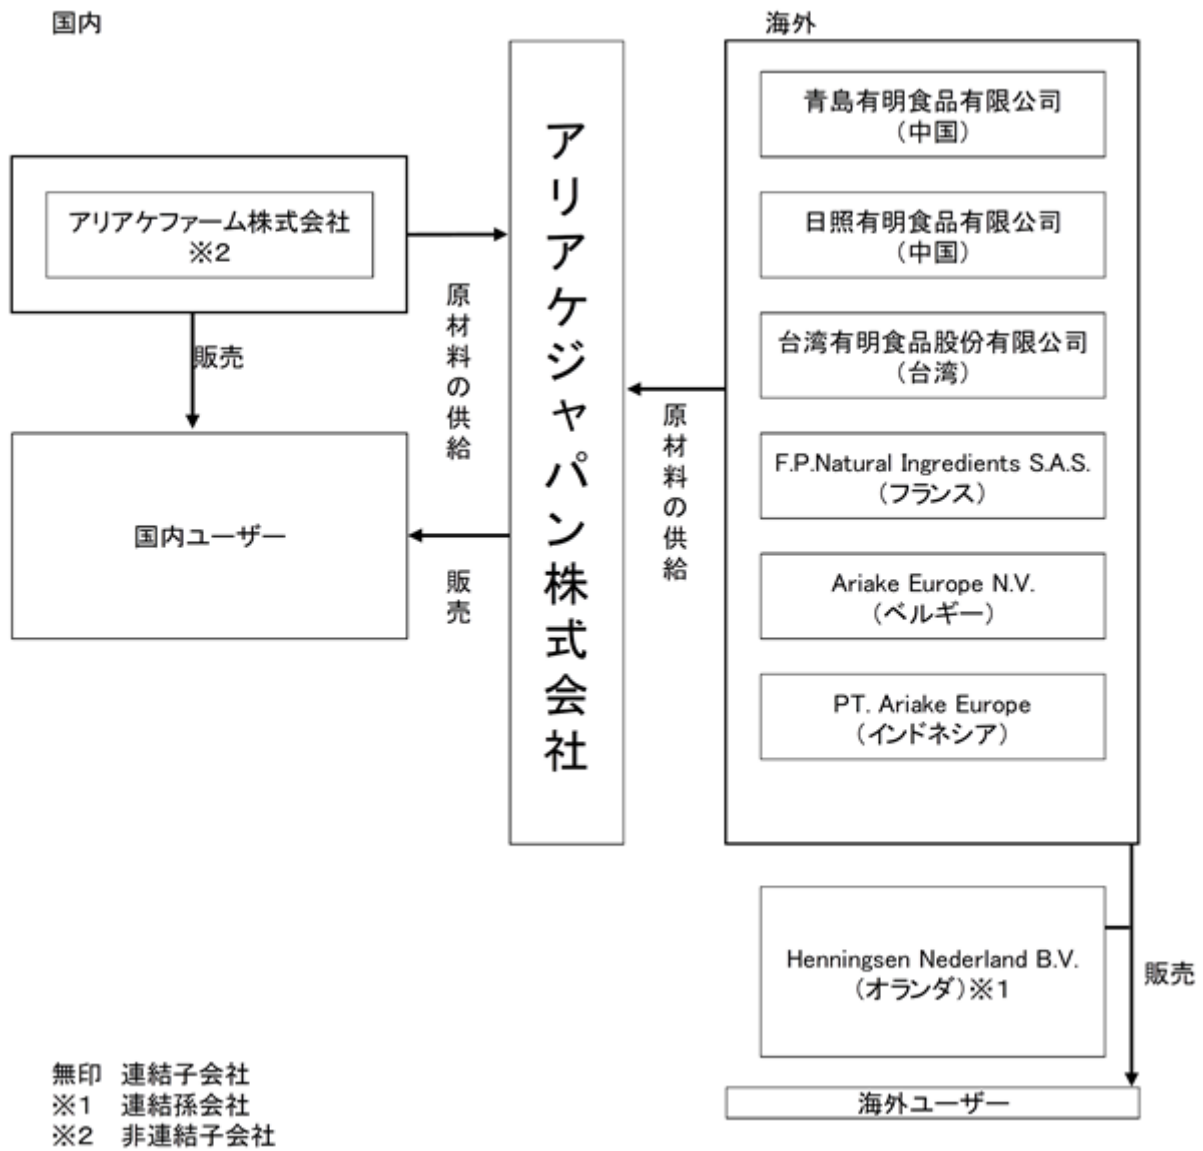 国内
海外
アリアケファーム株式会社
※2
販売
原材料の供給
国内ユーザー
販売
アリアケジャパン株式会社
原材料の供給
青島有明食品有限公司
（中国）
日照有明食品有限公司
（中国）
台湾有明食品股份有限公司
（台湾）
F.P.Natural Ingredients S.A.S.
（フランス）
Ariake Europe N.V.
（ベルギー）
PT. Ariake Europe
（インドネシア）
Henningsen Nederland B.V.
（オランダ）※1
販売
海外ユーザー
無印　連結子会社
※1　連結孫会社
※2　非連結子会社